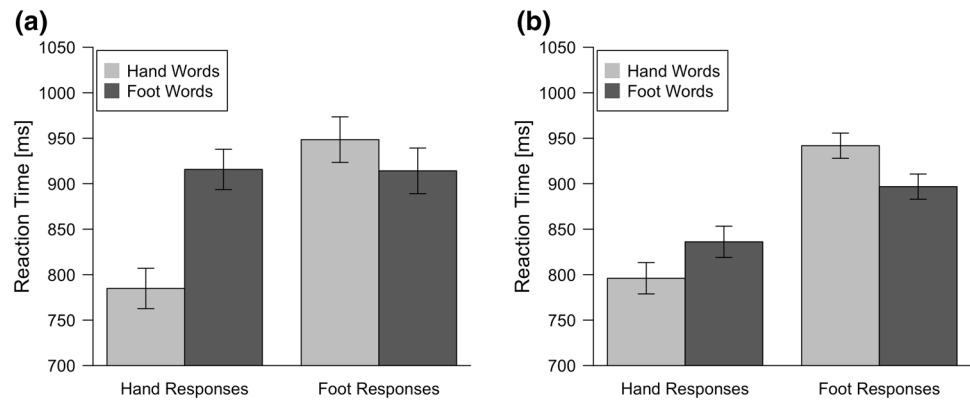 (a)
Reaction Time [ms]
1050
1000
950
900
850
800
750
700
Hand Words
Foot Words
Hand Responses
Foot Responses
(b)
Reaction Time [ms]
1050
1000
950
900
850
800
750
700
Hand Words
Foot Words
Hand Responses
Foot Responses